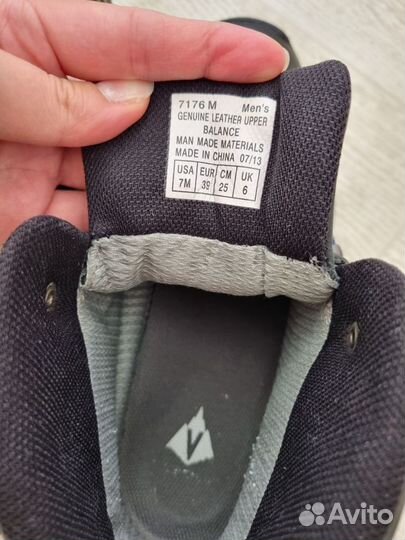 7176 M Men's
GENUINE LEATHER UPPER
BALANCE
MAN MADE MATERIALS
MADE IN CHINA 07/13
USA EUR CM UK
7M 39 25 6
Avito